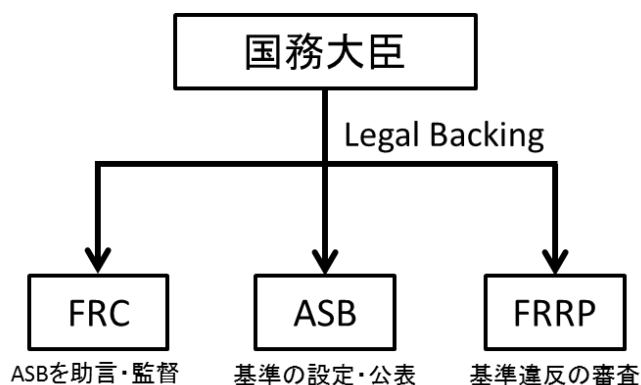 国務大臣
Legal Backing
FRC
ASB
FRRP
ASBを助言・監督
基準の設定・公表
基準違反の審査